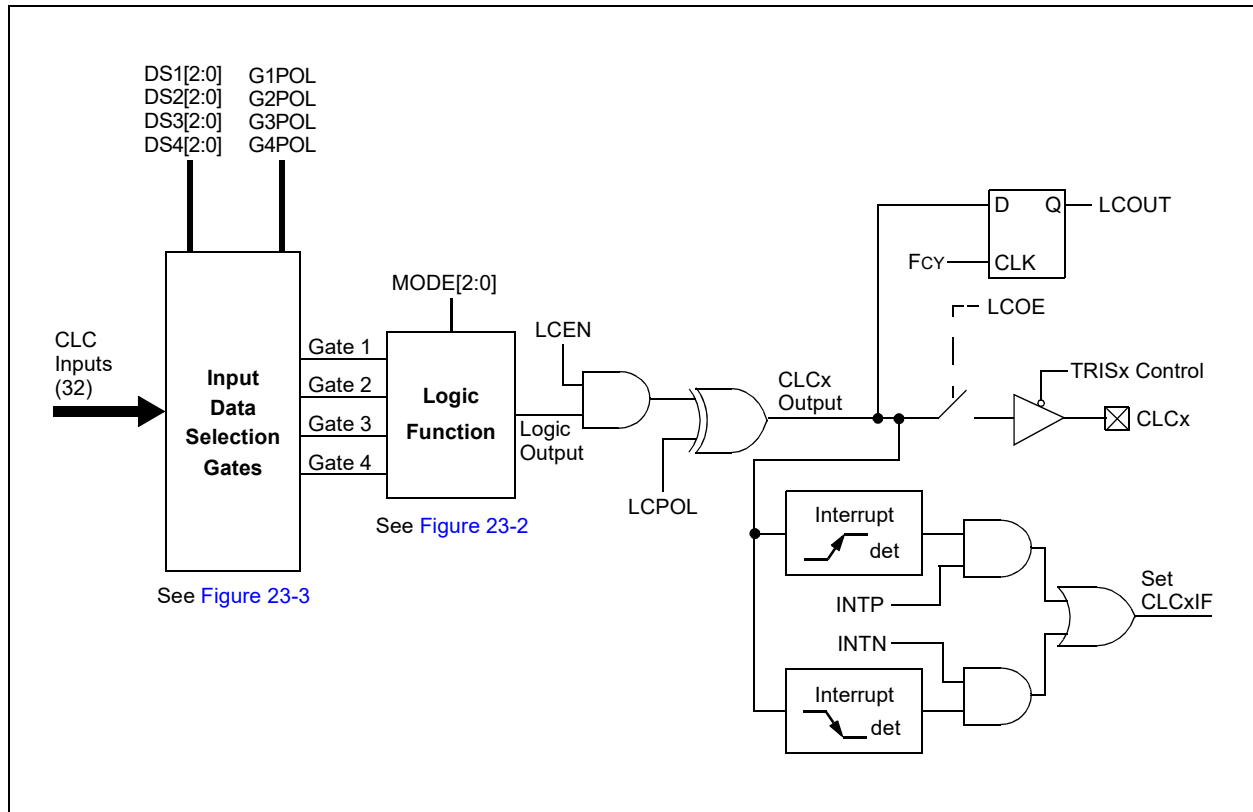 DS1[2:0] G1POL
DS2[2:0] G2POL
DS3[2:0] G3POL
DS4[2:0] G4POL
D Q LCOUT
FCY CLK
MODE[2:0]
LCOE
LCEN
CLC
Inputs
(32)
Input
Data
Selection
Gates
Gate 1
Gate 2
Gate 3
Gate 4
Logic
Function
Logic
Output
CLCx
Output
TRISx Control
CLCx
LCPOL
See Figure 23-2
See Figure 23-3
Interrupt
det
INTP
Set
CLCxIF
INTN
Interrupt
det